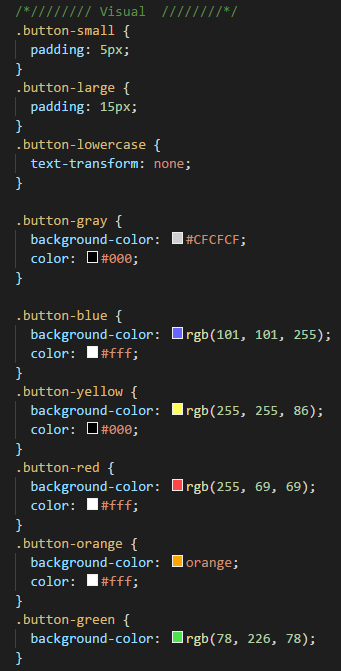 /*//////// Visual  ////////*/
.button-small {
  padding: 5px;
}
.button-large {
  padding: 15px;
}
.button-lowercase {
  text-transform: none;
}

.button-gray {
  background-color: #CFCFCF;
  color: #000;
}

.button-blue {
  background-color: rgb(101, 101, 255);
  color: #fff;
}
.button-yellow {
  background-color: rgb(255, 255, 86);
  color: #000;
}
.button-red {
  background-color: rgb(255, 69, 69);
  color: #fff;
}
.button-orange {
  background-color: orange;
  color: #fff;
}
.button-green {
  background-color: rgb(78, 226, 78);
}